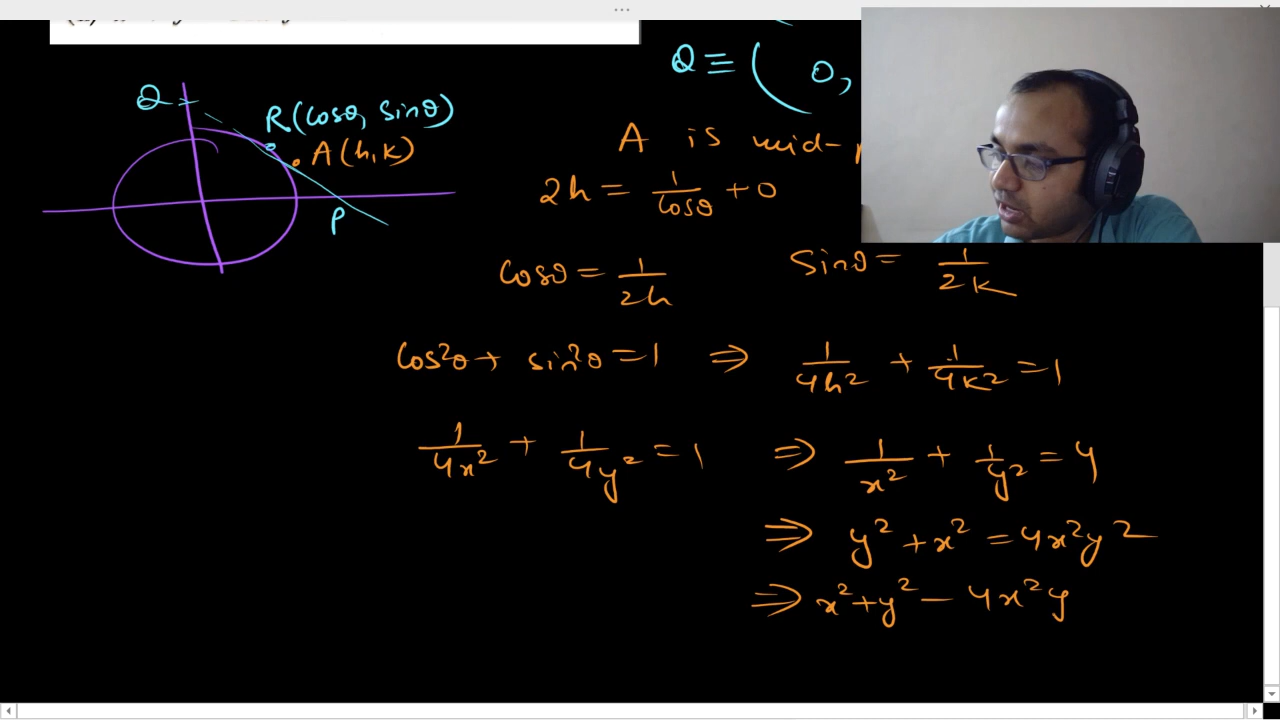 Q
R(cosθ, sinθ)
A(h,k)
P
Q ≡ ( 0,
A is mid-
2h = 1/cosθ + 0
cosθ = 1/2h
sinθ = 1/2k
cos²θ + sin²θ = 1 ⇒ 1/4h² + 1/4k² = 1
1/4x² + 1/4y² = 1 ⇒ 1/x² + 1/y² = 4
⇒ y² + x² = 4x²y²
⇒ x² + y² − 4x²y